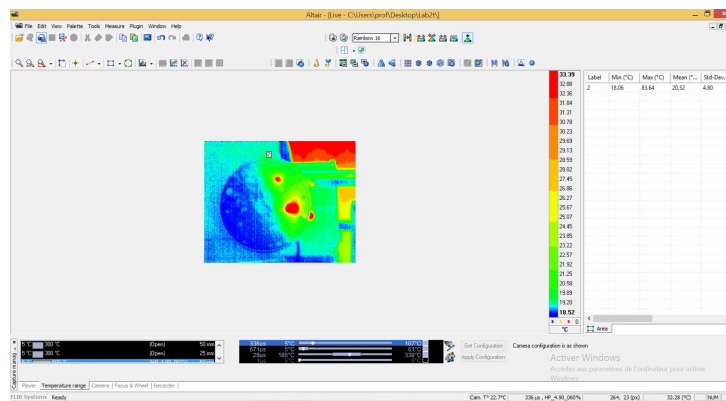 Altair - [Live - C:\Users\prof\Desktop\Lab2t\]
File Edit View Palette Tools Measure Plugin Window Help
Rainbow 16
33.39
32.88
32.36
31.84
31.31
30.78
30.23
29.69
29.13
28.59
28.02
27.45
26.86
26.27
25.67
25.07
24.45
23.85
23.22
22.57
21.92
21.25
20.58
19.89
19.20
18.52
°C
Label Min (°C) Max (°C) Mean (°... Std-Dev...
2 18.06 83.64 20.52 4.80
Area
5 °C 300 °C (Open) 50 mm
5 °C 300 °C (Open) 25 mm
336µs 5°C 107°C
671µs 5°C 61°C
29µs 186°C 338°C
Get Configuration
Camera configuration is as shown
Apply Configuration
Activer Windows
Accédez aux paramètres de l'ordinateur pour activer
Windows.
Capture manag
Power Temperature range Camera Focus & Wheel Recorder
FLIR Systems Ready
Cam. T° 22.7°C 336 µs , HP_4.90_060% 264, 23 (px) 32.28 (°C) NUM